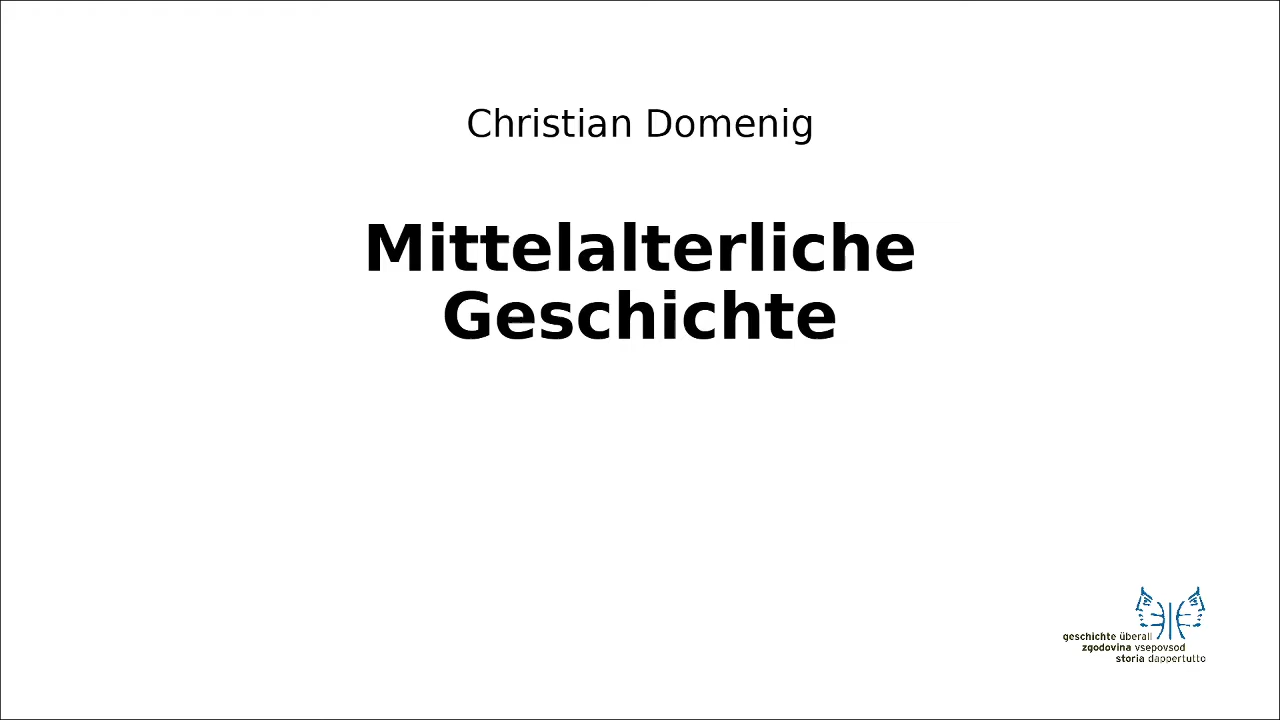 Christian Domenig
Mittelalterliche
Geschichte
geschichte überall
zgodovina vsepovsod
storia dappertutto